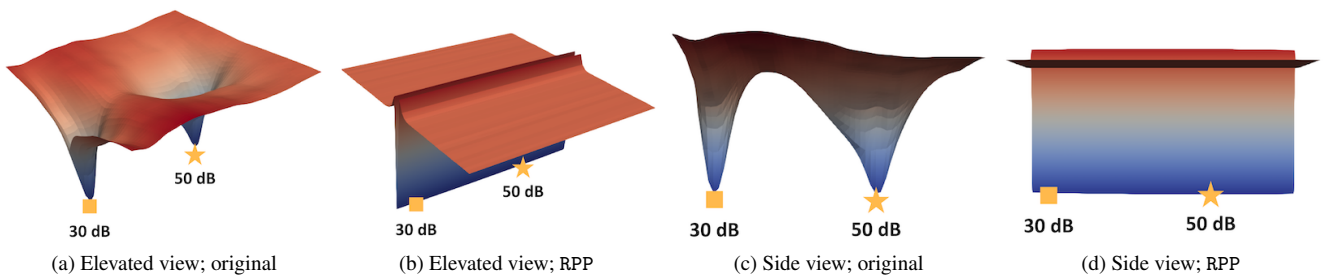 50 dB
30 dB
50 dB
30 dB
30 dB
50 dB
30 dB
50 dB
(a) Elevated view; original
(b) Elevated view; RPP
(c) Side view; original
(d) Side view; RPP